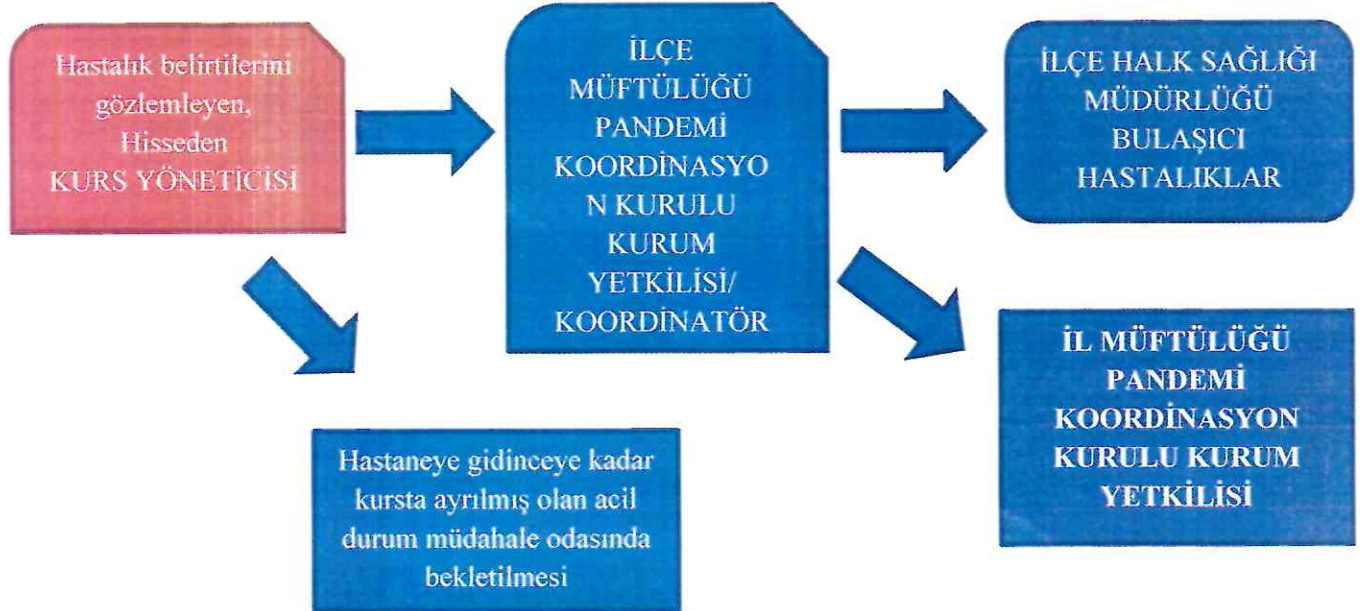 Hastalık belirtilerini
gözlemleyen,
Hisseden
KURS YÖNETİCİSİ
İLÇE
MÜFTÜLÜĞÜ
PANDEMİ
KOORDİNASYO
N KURULU
KURUM
YETKİLİSİ/
KOORDİNATÖR
İLÇE HALK SAĞLIĞI
MÜDÜRLÜĞÜ
BULAŞICI
HASTALIKLAR
İL MÜFTÜLÜĞÜ
PANDEMİ
KOORDİNASYON
KURULU KURUM
YETKİLİSİ
Hastaneye gidinceye kadar
kursta ayrılmış olan acil
durum müdahale odasında
bekletilmesi